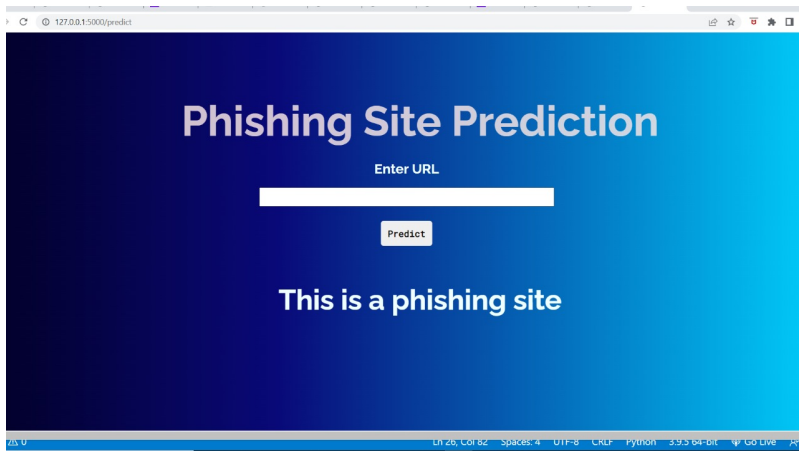 127.0.0.1:5000/predict
Phishing Site Prediction
Enter URL
Predict
This is a phishing site
0 Ln 26, Col 82 Spaces: 4 UTF-8 CRLF Python 3.9.5 64-bit Go Live